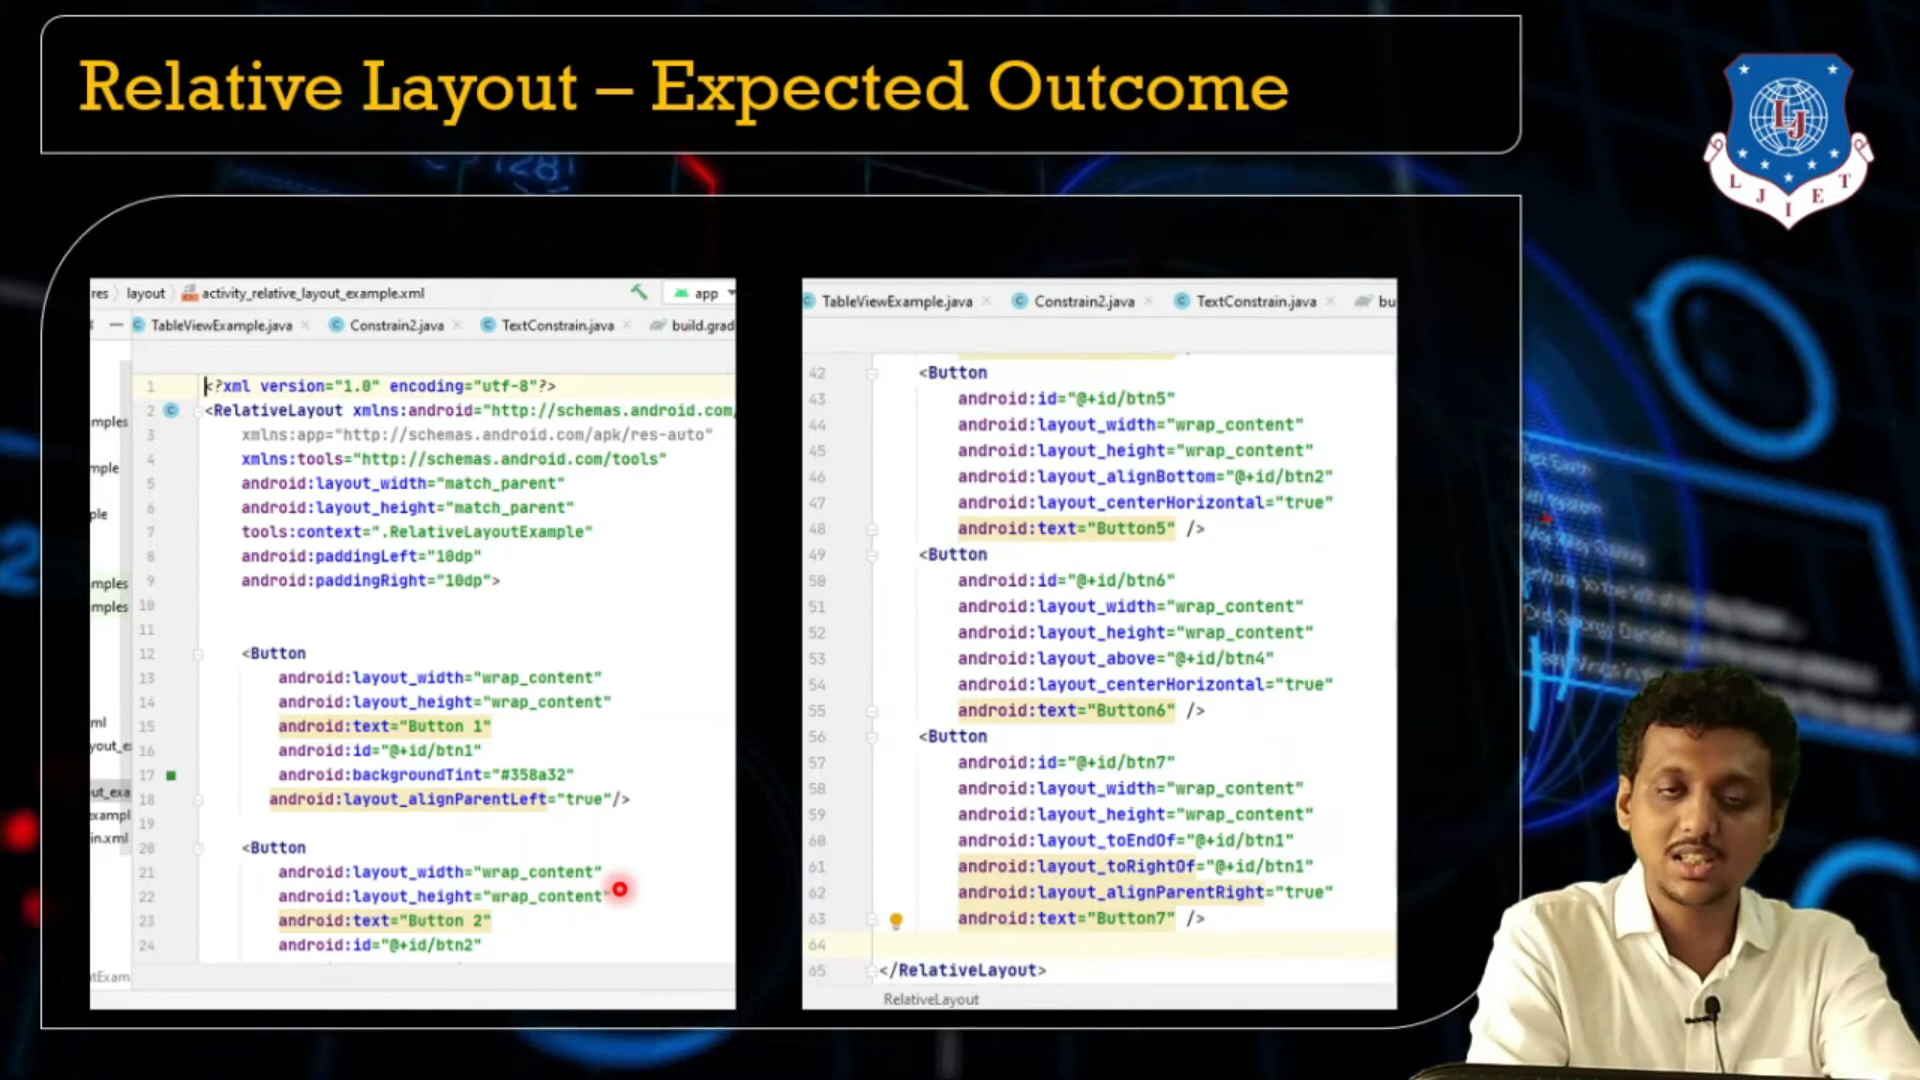 Relative Layout – Expected Outcome
L J I E T
LJ
res layout activity_relative_layout_example.xml app
TableViewExample.java Constrain2.java TextConstrain.java build.grad
1 <?xml version="1.0" encoding="utf-8"?>
2 <RelativeLayout xmlns:android="http://schemas.android.com/
3 xmlns:app="http://schemas.android.com/apk/res-auto"
4 xmlns:tools="http://schemas.android.com/tools"
5 android:layout_width="match_parent"
6 android:layout_height="match_parent"
7 tools:context=".RelativeLayoutExample"
8 android:paddingLeft="10dp"
9 android:paddingRight="10dp">
10
11
12 <Button
13 android:layout_width="wrap_content"
14 android:layout_height="wrap_content"
15 android:text="Button 1"
16 android:id="@+id/btn1"
17 android:backgroundTint="#358a32"
18 android:layout_alignParentLeft="true"/>
19
20 <Button
21 android:layout_width="wrap_content"
22 android:layout_height="wrap_content"
23 android:text="Button 2"
24 android:id="@+id/btn2"
TableViewExample.java Constrain2.java TextConstrain.java bu
42 <Button
43 android:id="@+id/btn5"
44 android:layout_width="wrap_content"
45 android:layout_height="wrap_content"
46 android:layout_alignBottom="@+id/btn2"
47 android:layout_centerHorizontal="true"
48 android:text="Button5" />
49 <Button
50 android:id="@+id/btn6"
51 android:layout_width="wrap_content"
52 android:layout_height="wrap_content"
53 android:layout_above="@+id/btn4"
54 android:layout_centerHorizontal="true"
55 android:text="Button6" />
56 <Button
57 android:id="@+id/btn7"
58 android:layout_width="wrap_content"
59 android:layout_height="wrap_content"
60 android:layout_toEndOf="@+id/btn1"
61 android:layout_toRightOf="@+id/btn1"
62 android:layout_alignParentRight="true"
63 android:text="Button7" />
64
65 </RelativeLayout>
RelativeLayout